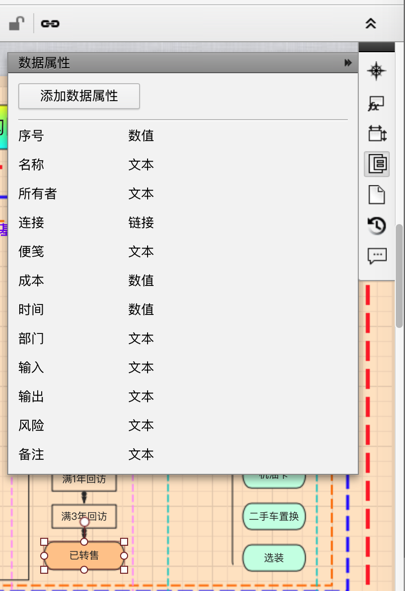 数据属性
添加数据属性
序号 数值
名称 文本
所有者 文本
连接 链接
便笺 文本
成本 数值
时间 数值
部门 文本
输入 文本
输出 文本
风险 文本
备注 文本
满1年回访
满3年回访
二手车置换
已转售
选装